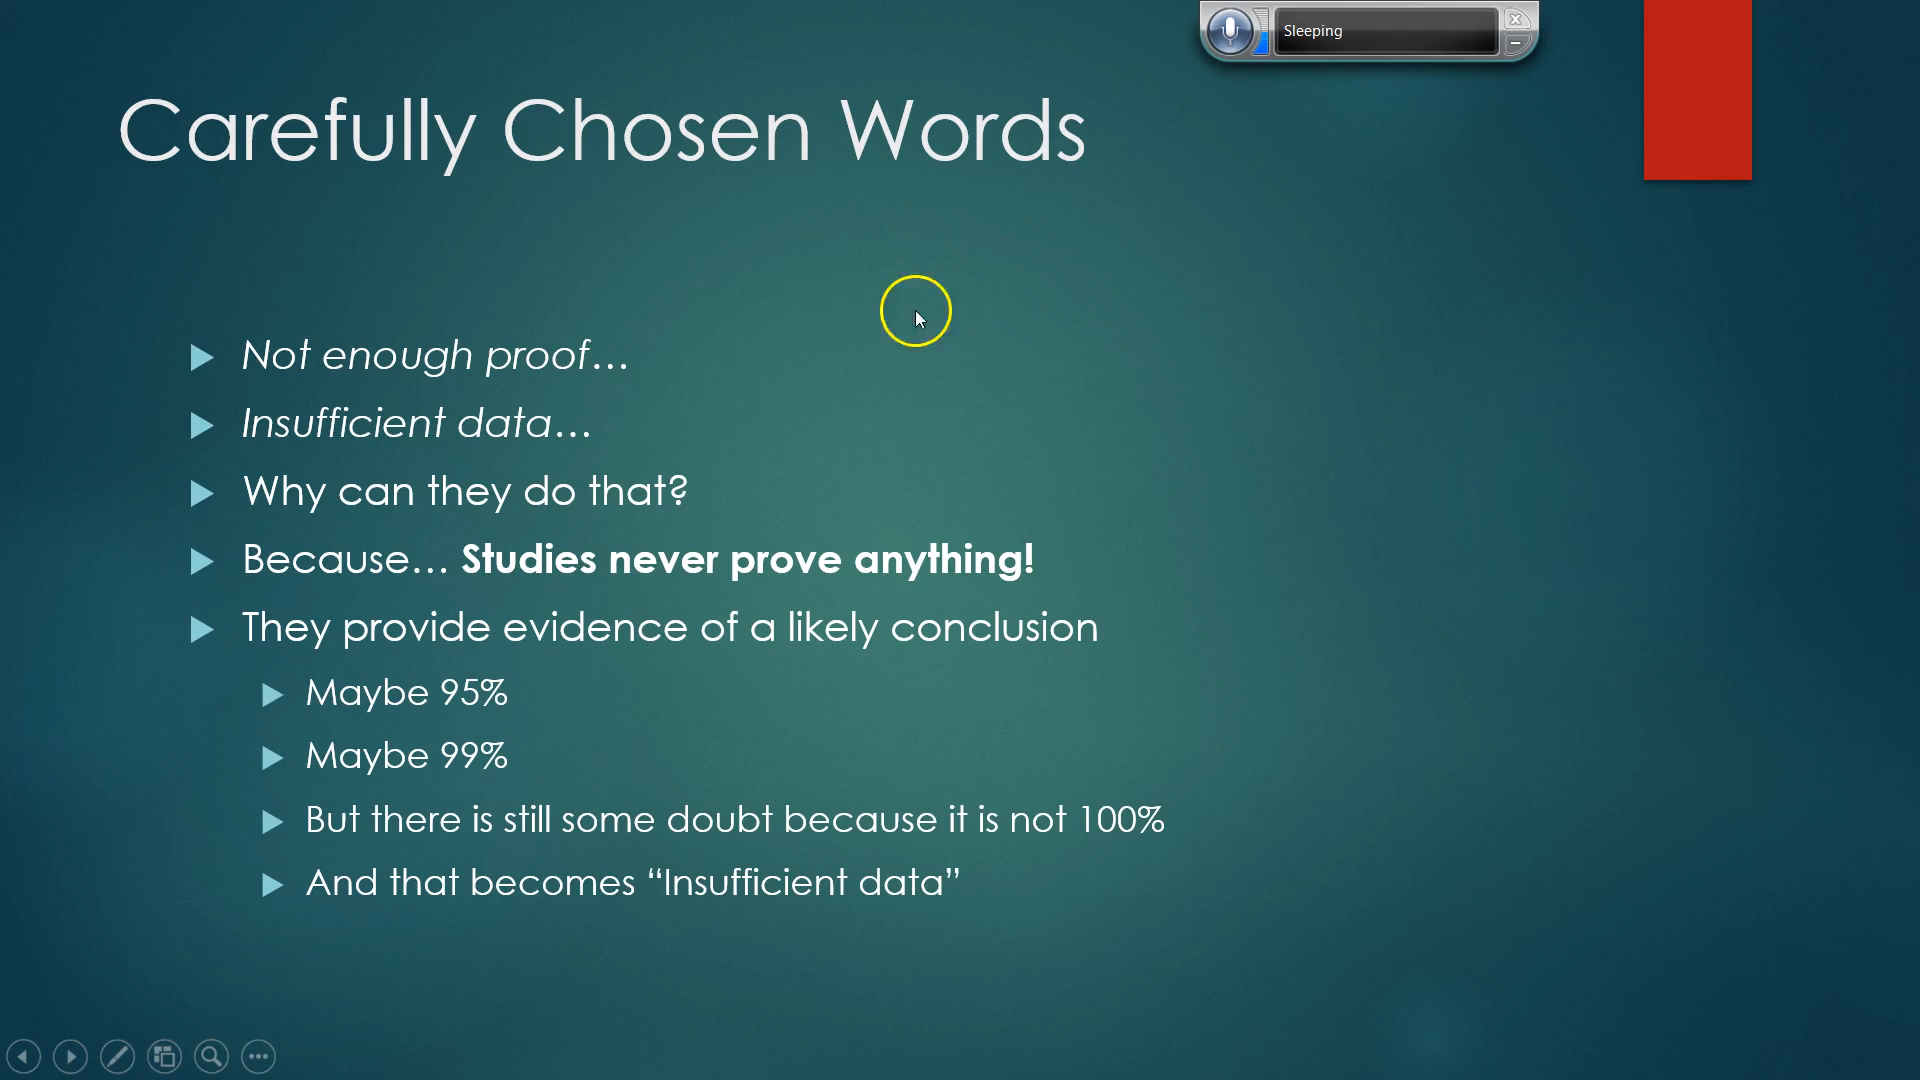 Sleeping
Carefully Chosen Words
Not enough proof…
Insufficient data…
Why can they do that?
Because… Studies never prove anything!
They provide evidence of a likely conclusion
Maybe 95%
Maybe 99%
But there is still some doubt because it is not 100%
And that becomes “Insufficient data”